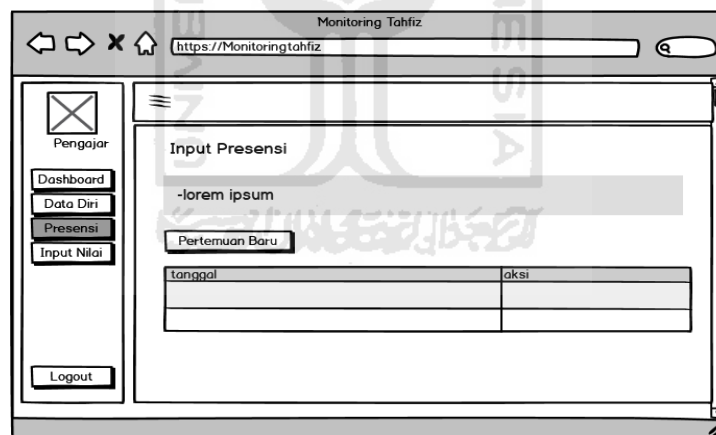 Monitoring Tahfiz
https://Monitoringtahfiz
Pengajar
Dashboard
Data Diri
Presensi
Input Nilai
Logout
Input Presensi
-lorem ipsum
Pertemuan Baru
tanggal
aksi